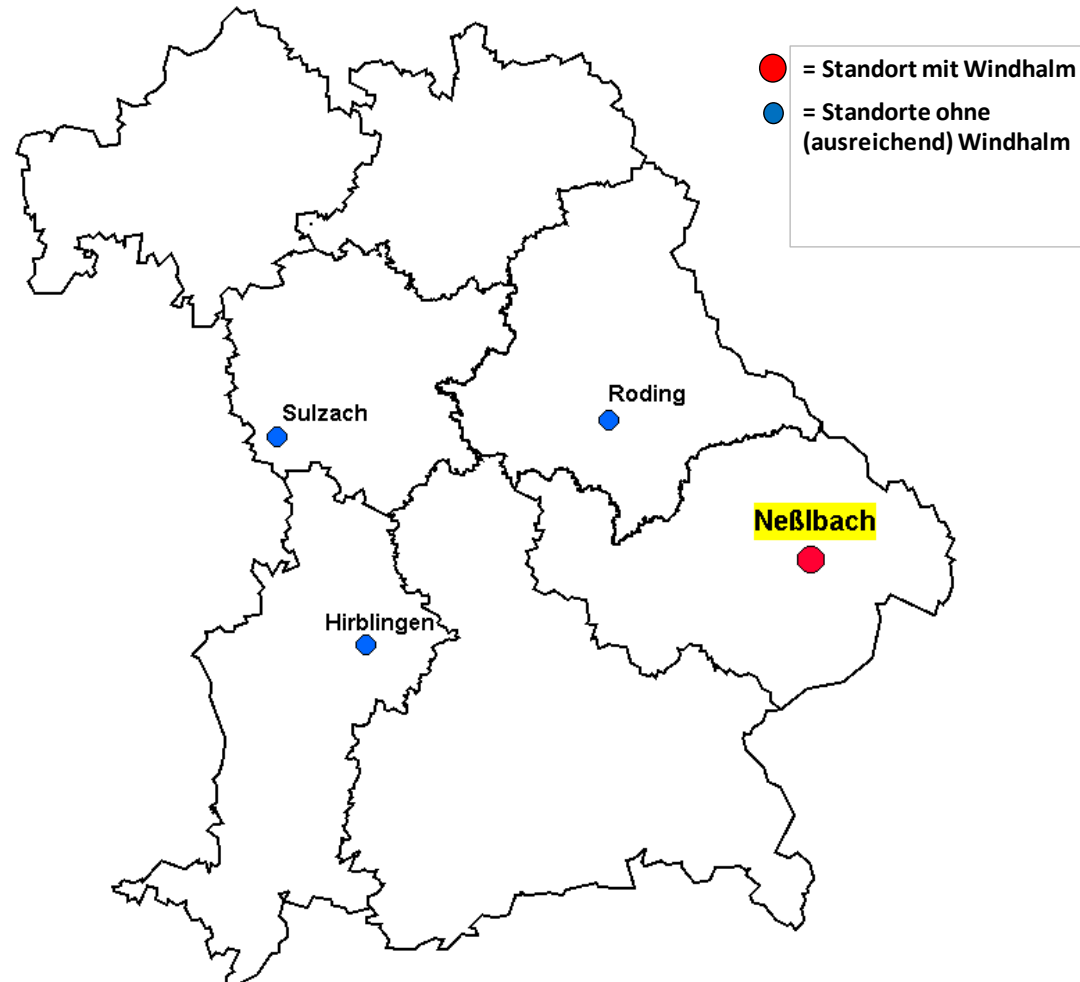 = Standort mit Windhalm
= Standorte ohne
(ausreichend) Windhalm
Roding
Sulzach
Neßlbach
Hirblingen